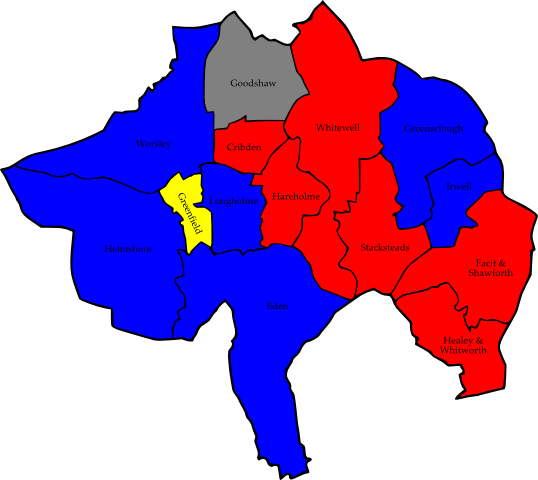 Goodshaw
Whitewell
Greensclough
Worsley
Cribden
Irwell
Hareholme
Longholme
Greenfield
Helmshore
Stacksteads
Facit &
Shawforth
Eden
Healey &
Whitworth